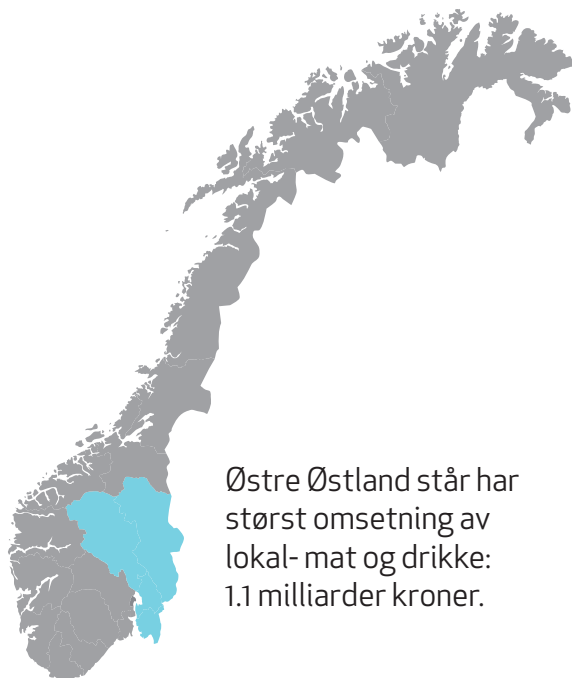 Østre Østland står har
størst omsetning av
lokal- mat og drikke:
1.1 milliarder kroner.